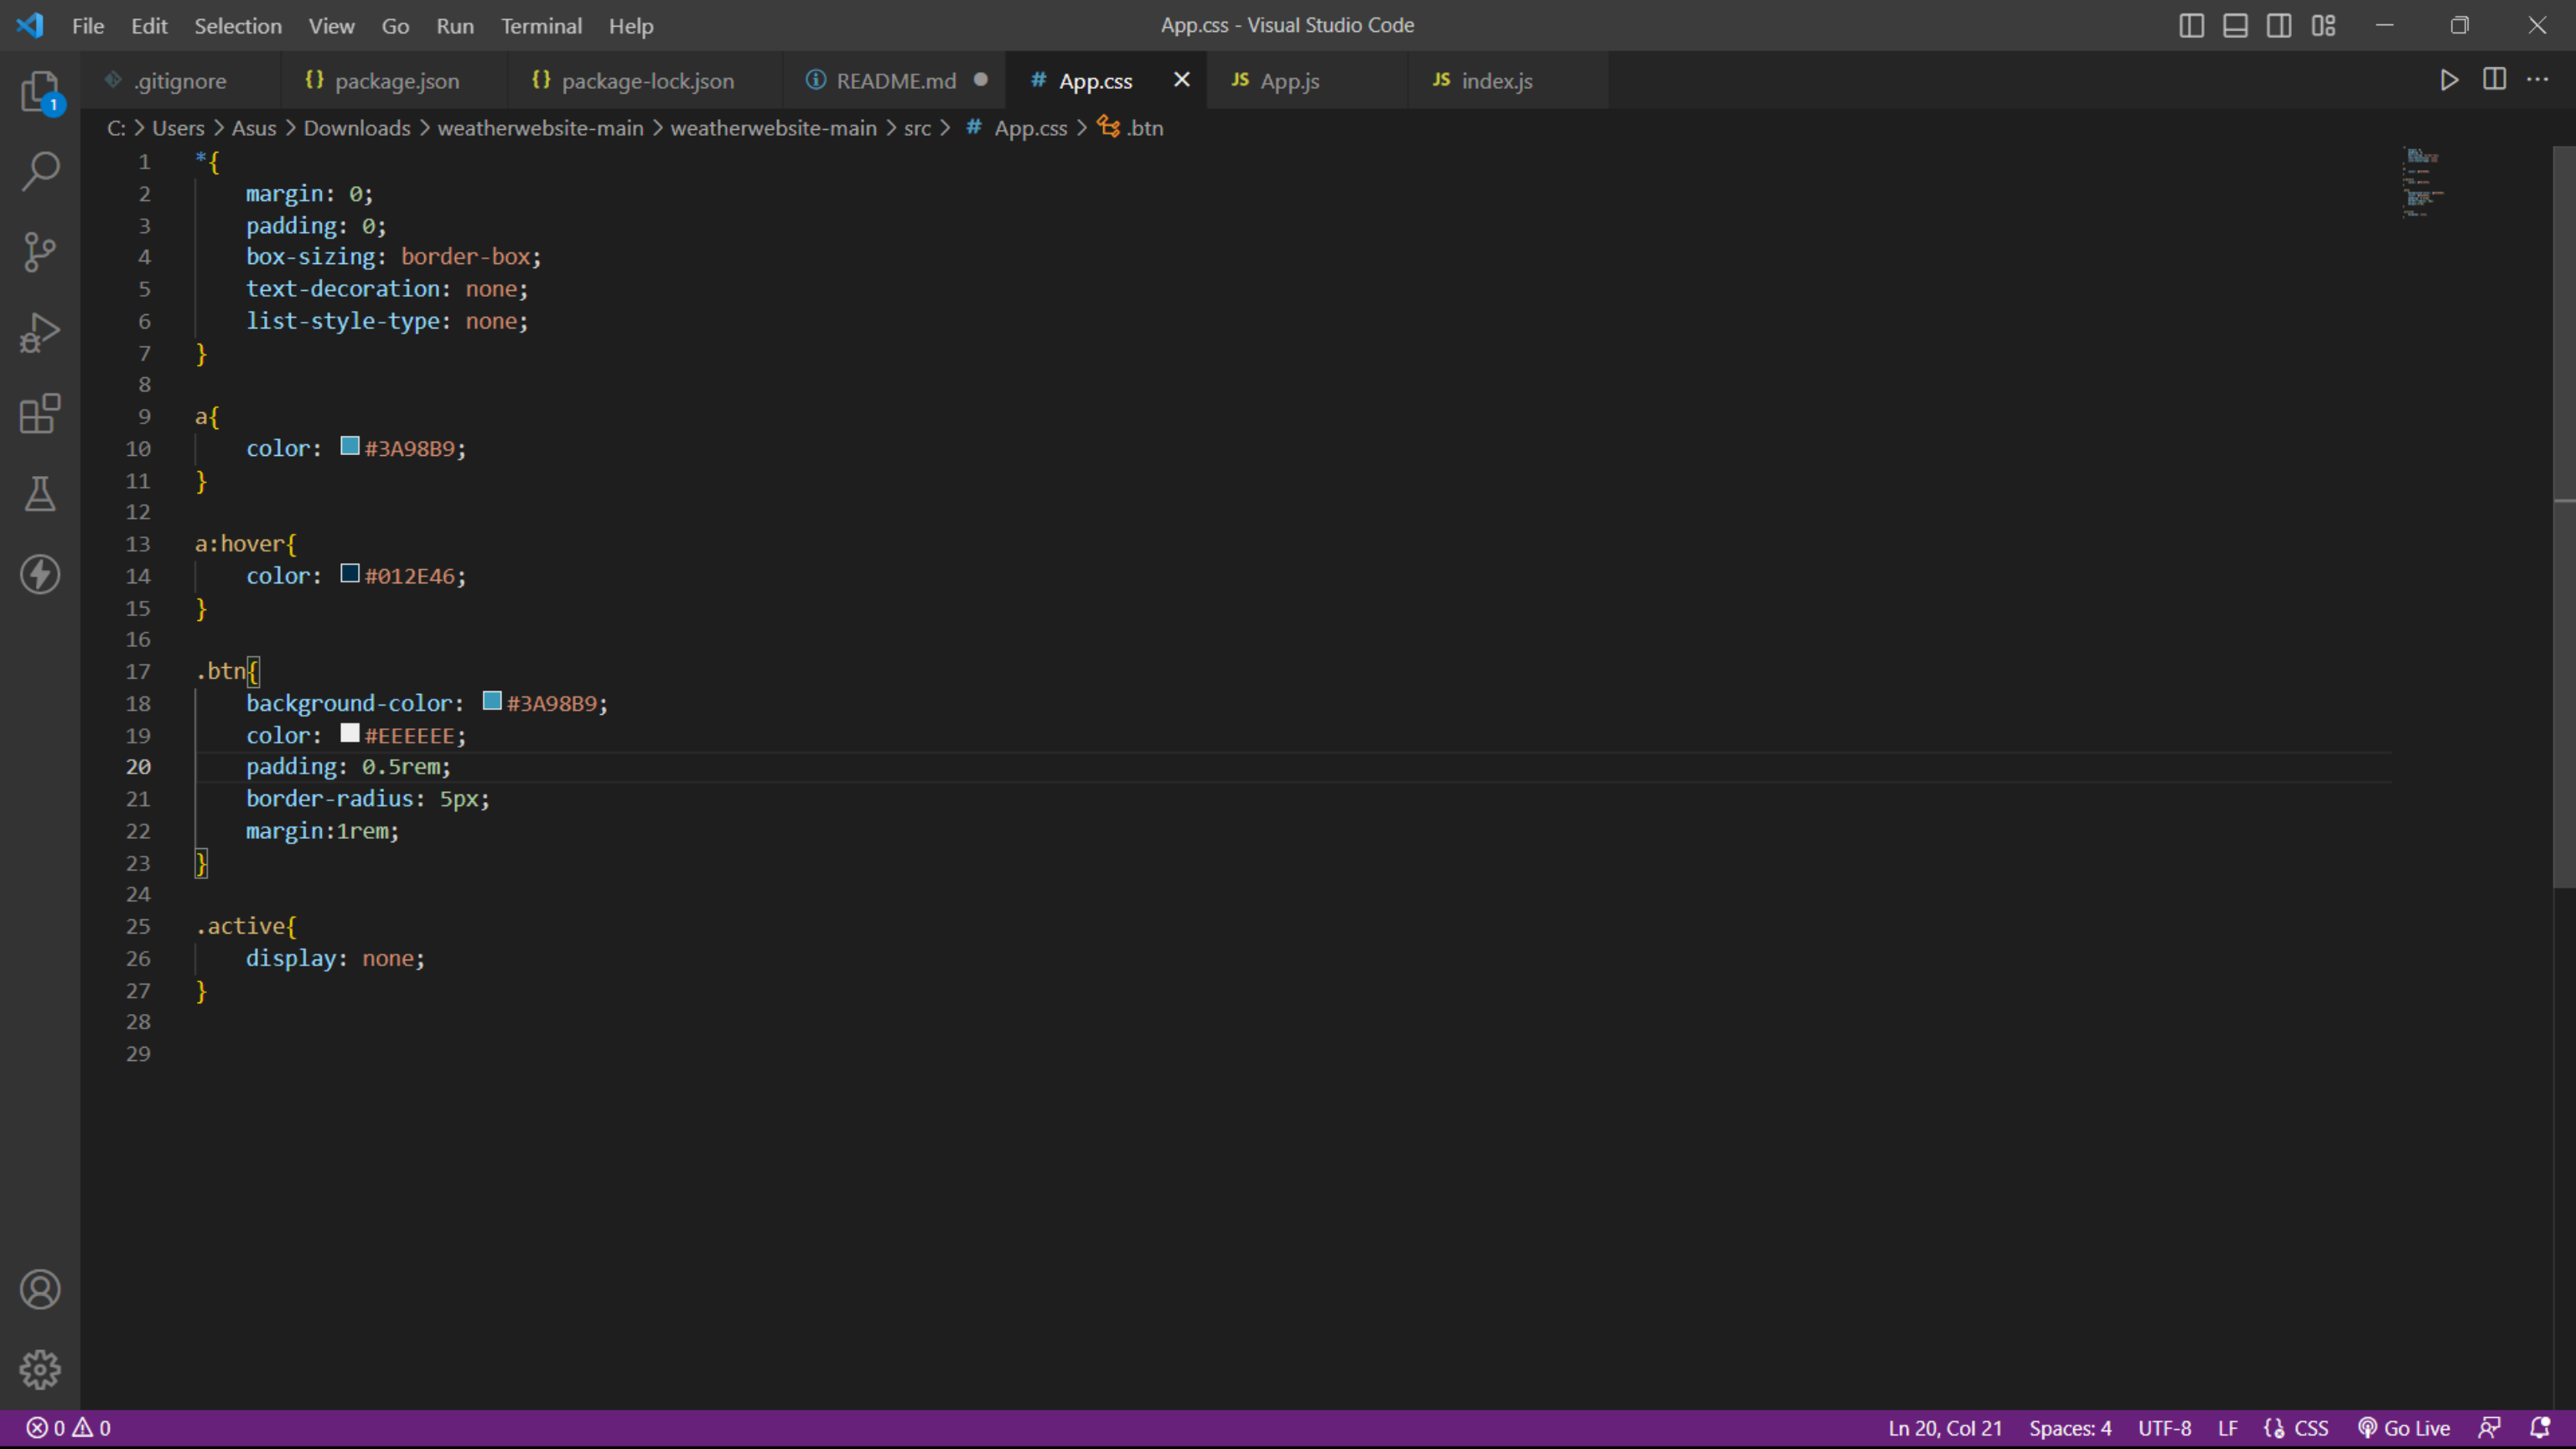 File Edit Selection View Go Run Terminal Help App.css - Visual Studio Code
.gitignore {} package.json {} package-lock.json README.md # App.css JS App.js JS index.js
1
C: > Users > Asus > Downloads > weatherwebsite-main > weatherwebsite-main > src > # App.css > .btn
1 *{
2 margin: 0;
3 padding: 0;
4 box-sizing: border-box;
5 text-decoration: none;
6 list-style-type: none;
7 }
8
9 a{
10 color: #3A98B9;
11 }
12
13 a:hover{
14 color: #012E46;
15 }
16
17 .btn{
18 background-color: #3A98B9;
19 color: #EEEEEE;
20 padding: 0.5rem;
21 border-radius: 5px;
22 margin:1rem;
23 }
24
25 .active{
26 display: none;
27 }
28
29
0 0 Ln 20, Col 21 Spaces: 4 UTF-8 LF {} CSS Go Live